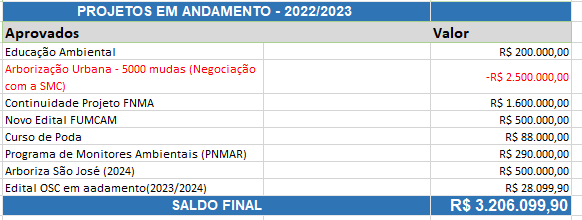 PROJETOS EM ANDAMENTO - 2022/2023
Aprovados Valor
Educação Ambiental R$ 200.000,00
Arborização Urbana - 5000 mudas (Negociação
com a SMC) -R$ 2.500.000,00
Continuidade Projeto FNMA R$ 1.600.000,00
Novo Edital FUMCAM R$ 500.000,00
Curso de Poda R$ 88.000,00
Programa de Monitores Ambientais (PNMAR) R$ 290.000,00
Arboriza São José (2024) R$ 500.000,00
Edital OSC em aadamento(2023/2024) R$ 28.099,90
SALDO FINAL R$ 3.206.099,90